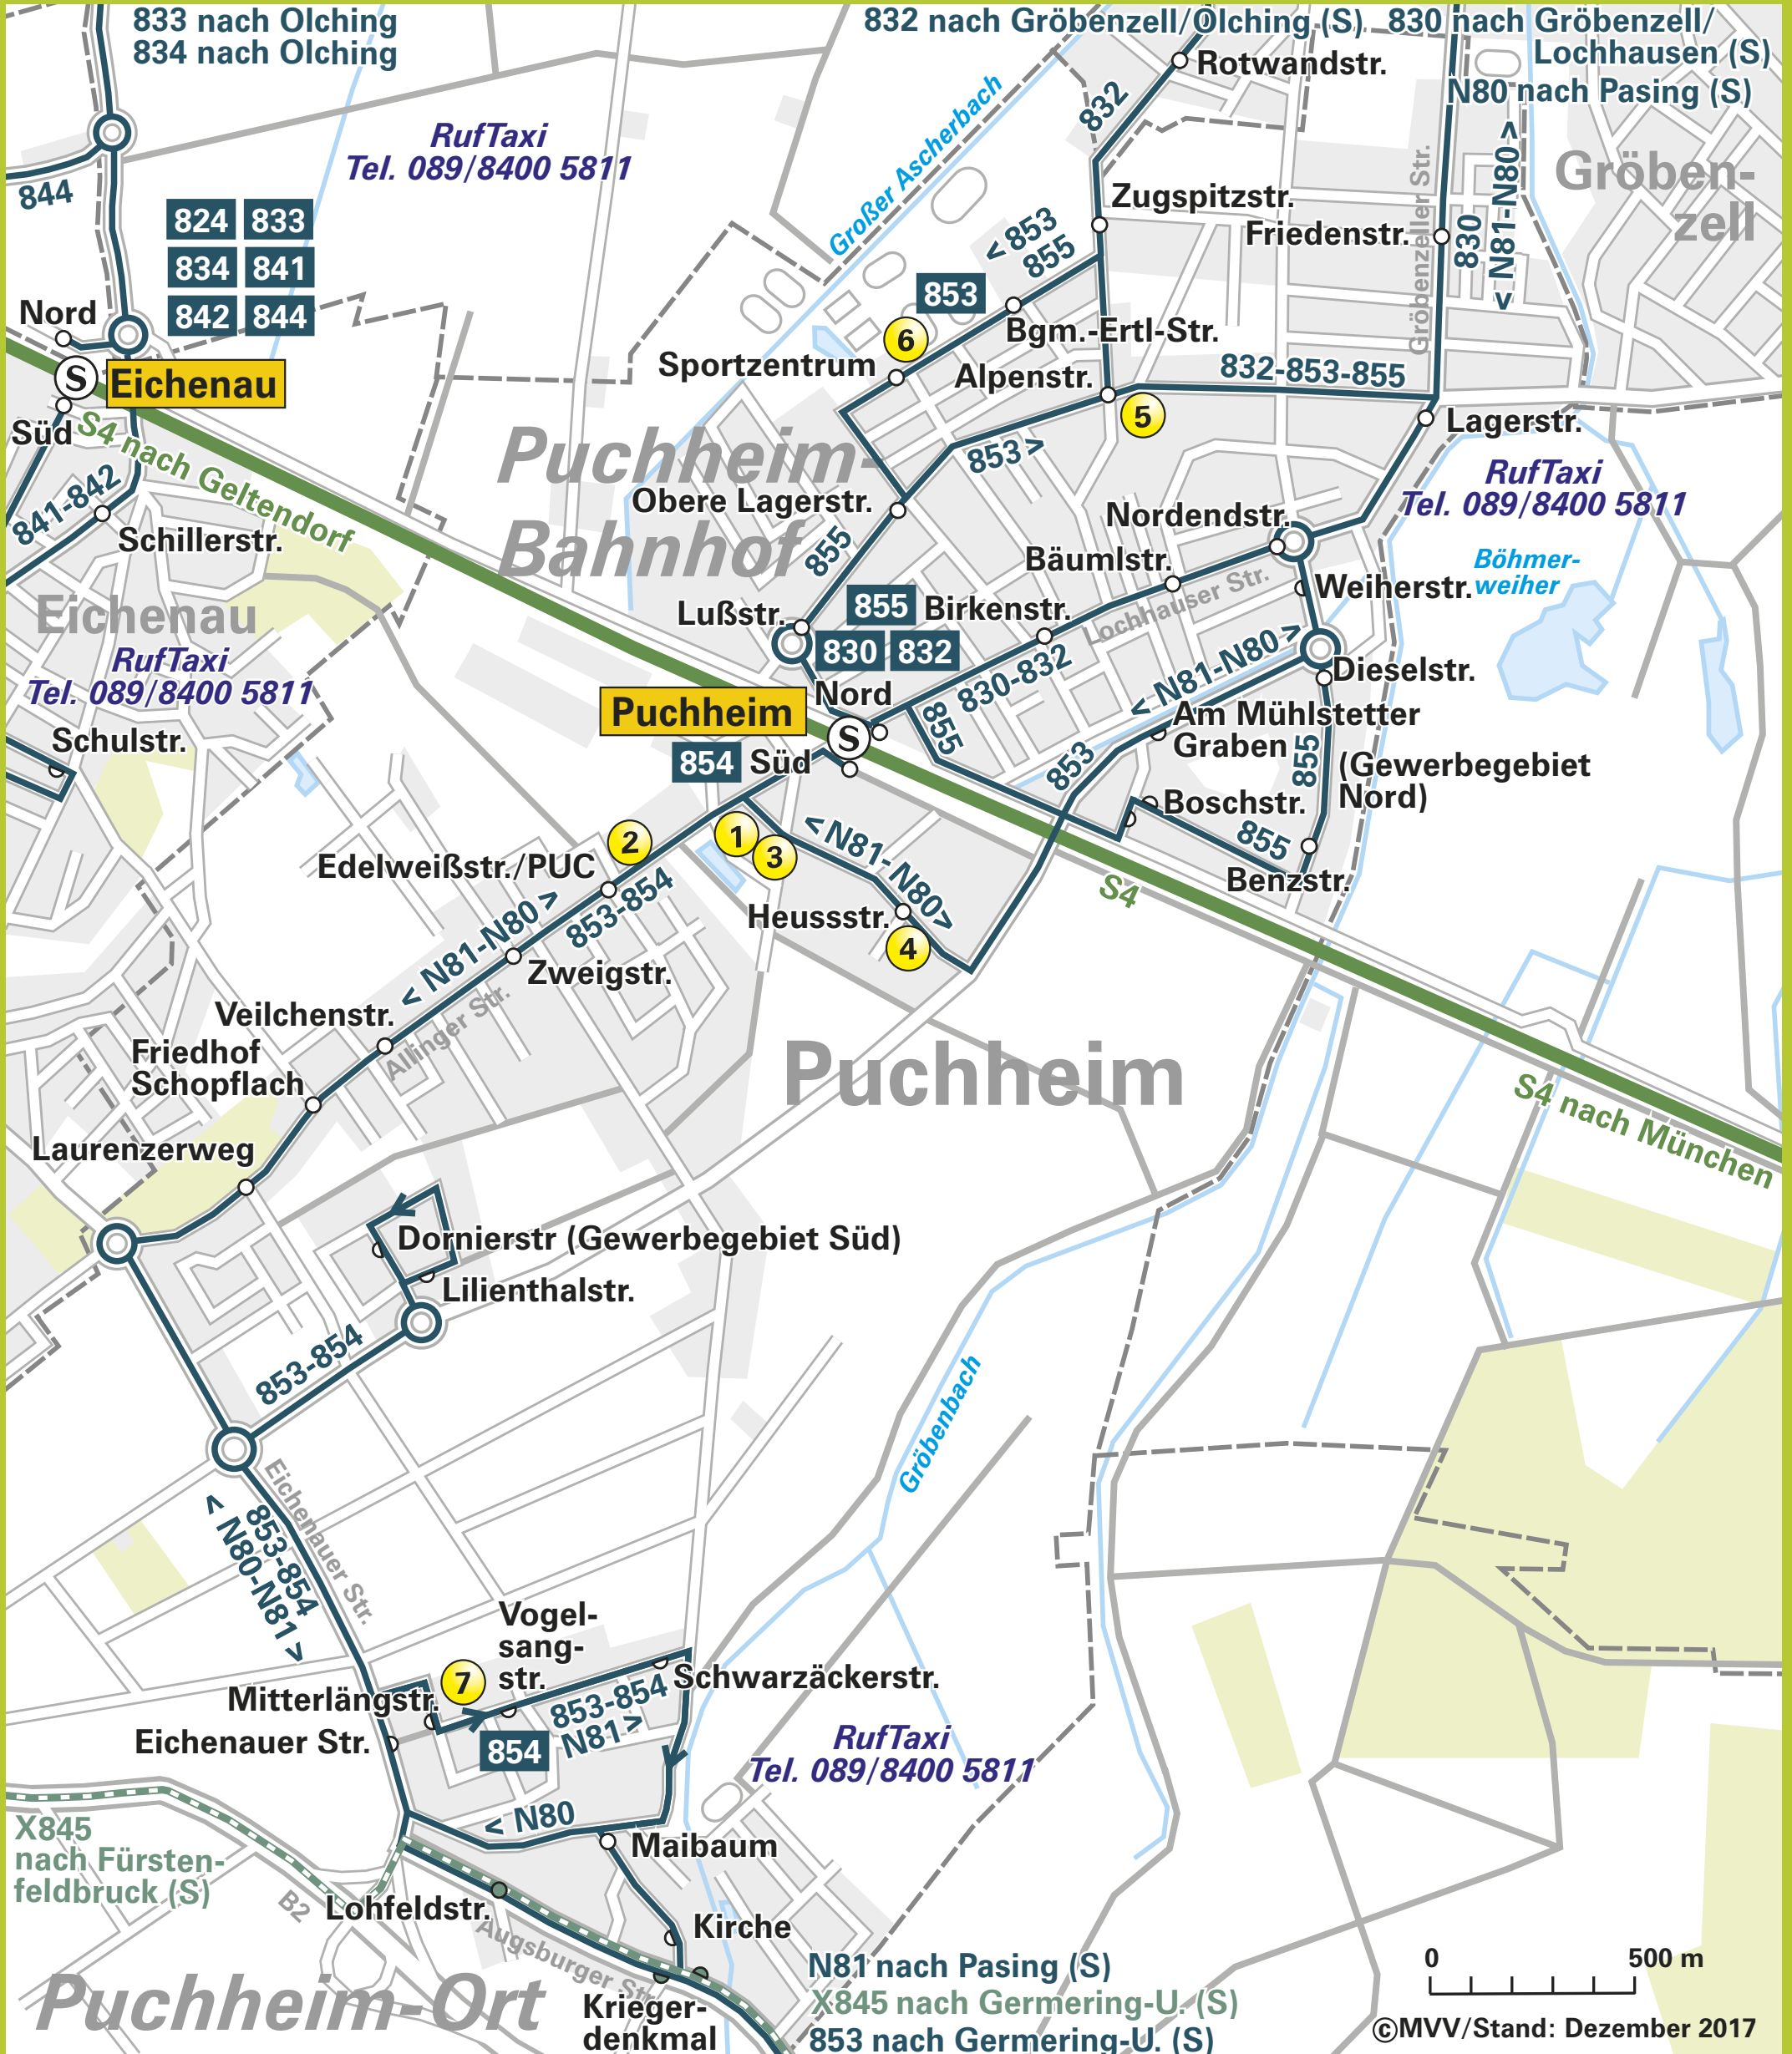 833 nach Olching
834 nach Olching
832 nach Gröbenzell/Olching (S)
830 nach Gröbenzell/
Lochhausen (S)
N80 nach Pasing (S)
Rotwandstr.
832
Großer Ascherbach
RufTaxi
Tel. 089/8400 5811
844
824 833
834 841
842 844
Nord
S
Eichenau
Süd
S4 nach Geltendorf
841-842
Schillerstr.
Eichenau
RufTaxi
Tel. 089/8400 5811
Schulstr.
Gröben-
zell
Gröbenzeller Str.
830
< N81-N80 >
Zugspitzstr.
Friedenstr.
< 853
855
853
Bgm.-Ertl-Str.
6
Sportzentrum
Alpenstr.
832-853-855
5
Lagerstr.
853 >
Puchheim-
Bahnhof
Obere Lagerstr.
855
RufTaxi
Tel. 089/8400 5811
Nordendstr.
Bäumlstr.
Böhmer-
weiher
Weiherstr.
Lochhauser Str.
Lußstr.
855
Birkenstr.
830 832
830-832
< N81-N80 >
Dieselstr.
Puchheim
Nord
S
854
Süd
855
Am Mühlstetter
Graben
853
855
(Gewerbegebiet
Nord)
Boschstr.
855
Benzstr.
S4
1
2
3
< N81-N80 >
Edelweißstr./PUC
853-854
Heussstr.
4
< N81-N80 >
Zweigstr.
Allinger Str.
Veilchenstr.
Friedhof
Schopflach
Puchheim
S4 nach München
Laurenzerweg
Dornierstr (Gewerbegebiet Süd)
Lilienthalstr.
853-854
Gröbenbach
Eichenauer Str.
853-854
< N80-N81 >
Vogel-
sang-
str.
7
Schwarzäckerstr.
Mitterlängstr.
853-854
N81 >
Eichenauer Str.
854
RufTaxi
Tel. 089/8400 5811
< N80
Maibaum
X845
nach Fürsten-
feldbruck (S)
B2
Lohfeldstr.
Augsburger Str.
Kirche
Puchheim-Ort
Krieger-
denkmal
N81 nach Pasing (S)
X845 nach Germering-U. (S)
853 nach Germering-U. (S)
0 500 m
©MVV/Stand: Dezember 2017